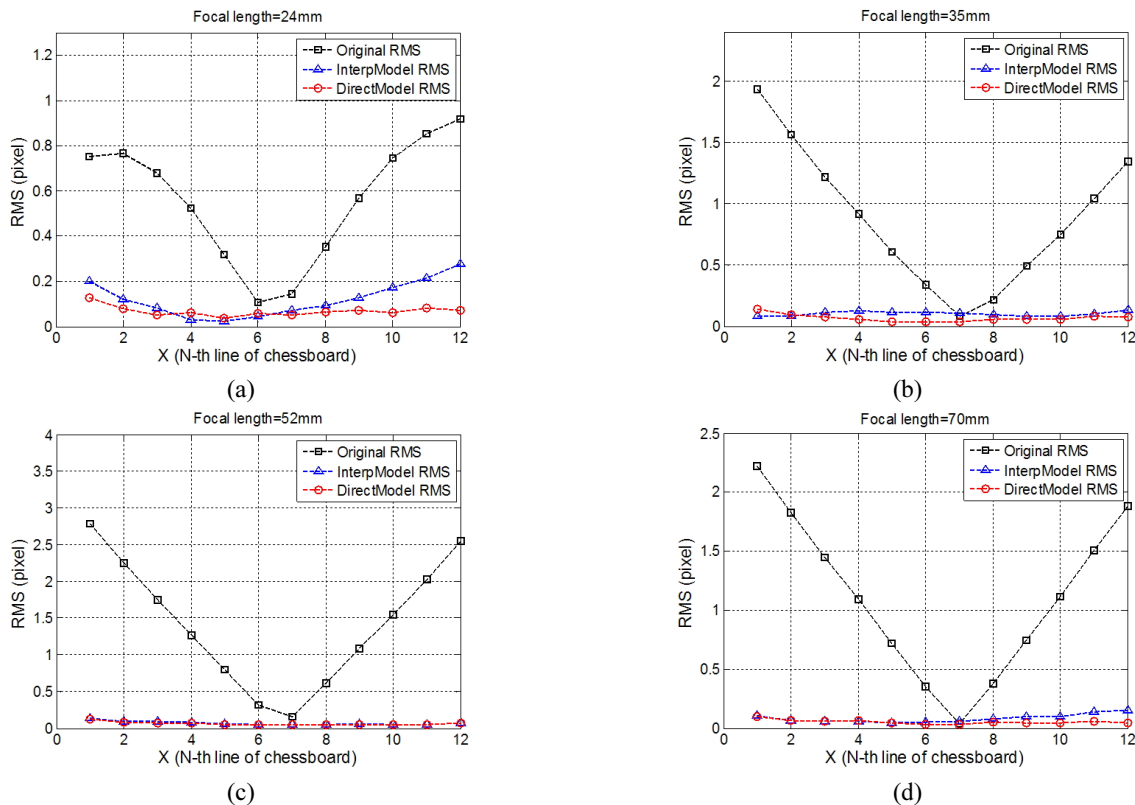 Focal length=24mm
1.2
1
0.8
0.6
0.4
0.2
0
RMS (pixel)
Original RMS
InterpModel RMS
DirectModel RMS
0 2 4 6 8 10 12
X (N-th line of chessboard)
(a)
Focal length=35mm
2
1.5
1
0.5
0
RMS (pixel)
Original RMS
InterpModel RMS
DirectModel RMS
0 2 4 6 8 10 12
X (N-th line of chessboard)
(b)
Focal length=52mm
4
3.5
3
2.5
2
1.5
1
0.5
0
RMS (pixel)
Original RMS
InterpModel RMS
DirectModel RMS
0 2 4 6 8 10 12
X (N-th line of chessboard)
(c)
Focal length=70mm
2.5
2
1.5
1
0.5
0
RMS (pixel)
Original RMS
InterpModel RMS
DirectModel RMS
0 2 4 6 8 10 12
X (N-th line of chessboard)
(d)